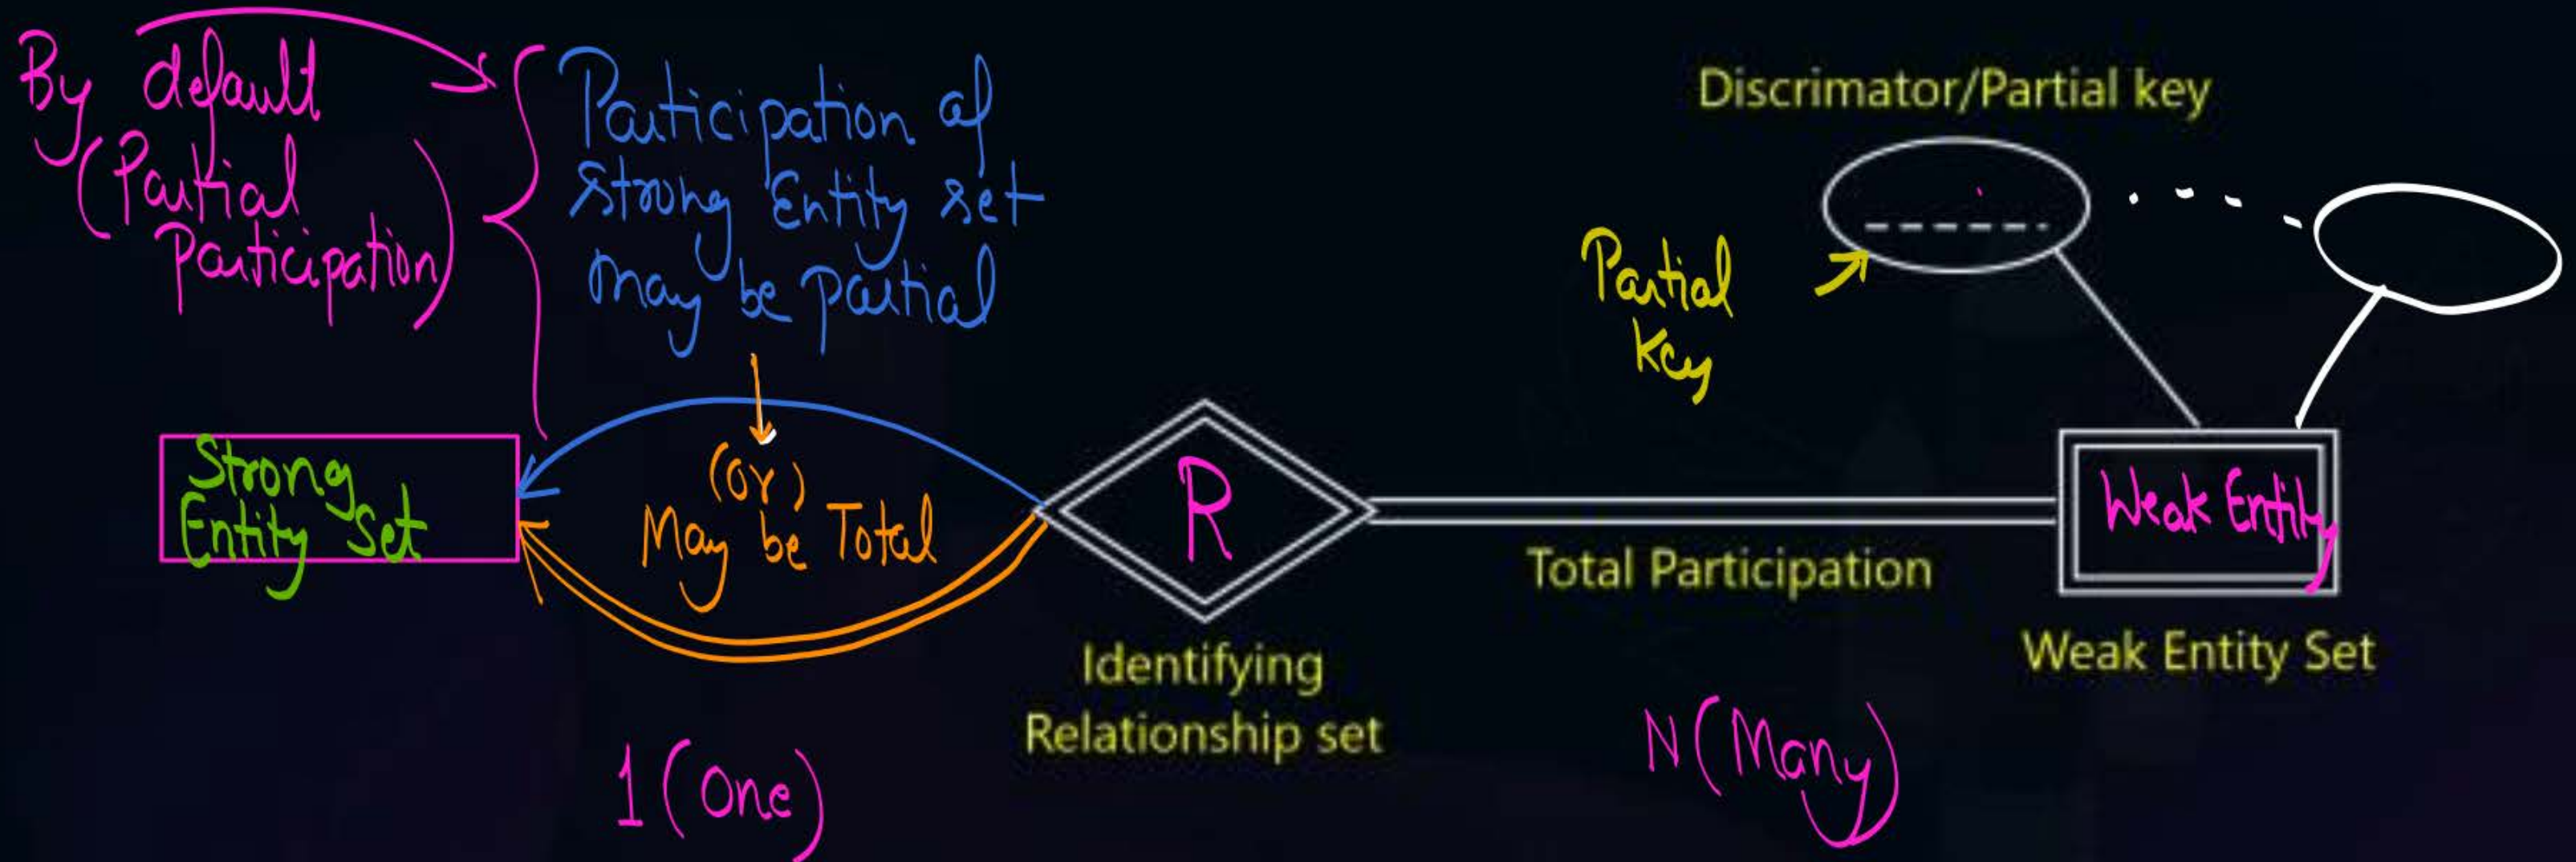 By default
(Partial
Participation)
Participation of
Strong Entity set
may be partial
(or)
May be Total
Strong
Entity Set
1 (One)
R
Identifying
Relationship set
Discrimator/Partial key
Partial
Key
Total Participation
N (Many)
Weak Entity
Weak Entity Set